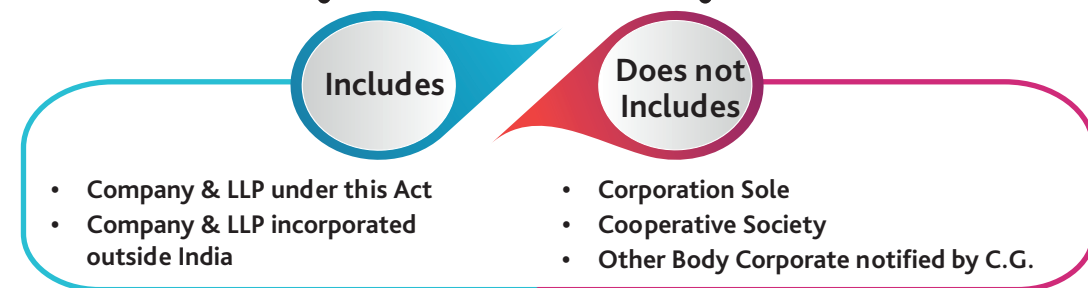 Includes
Does not
Includes
• Company & LLP under this Act
• Company & LLP incorporated
outside India
• Corporation Sole
• Cooperative Society
• Other Body Corporate notified by C.G.